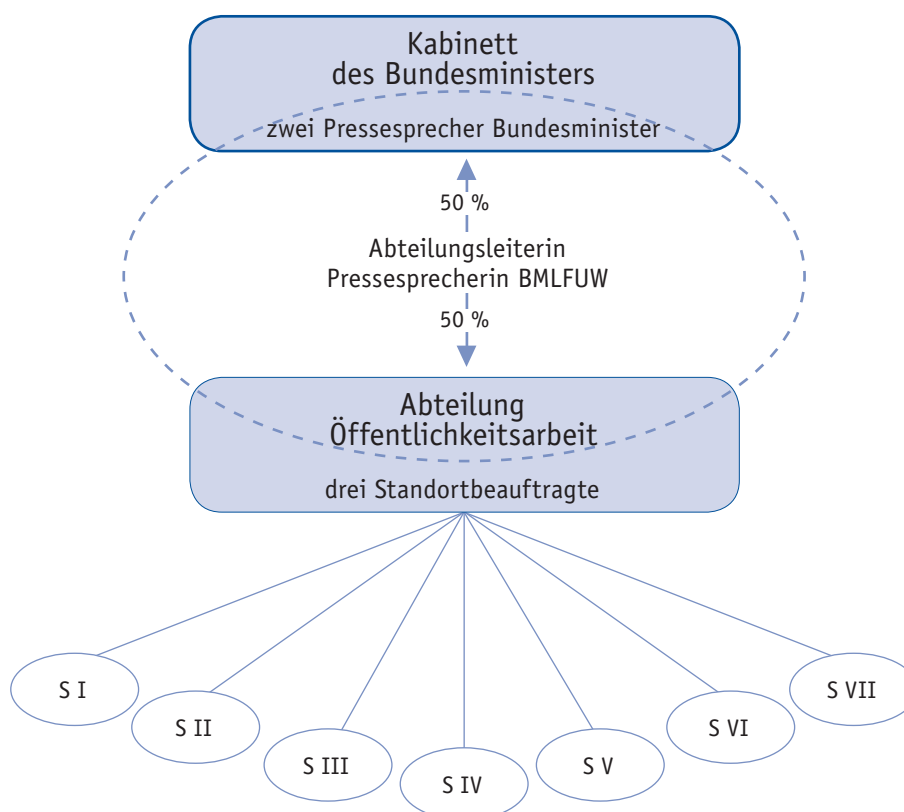 Kabinett
des Bundesministers
zwei Pressesprecher Bundesminister
50 %
Abteilungsleiterin
Pressesprecherin BMLFUW
50 %
Abteilung
Öffentlichkeitsarbeit
drei Standortbeauftragte
S I
S II
S III
S IV
S V
S VI
S VII